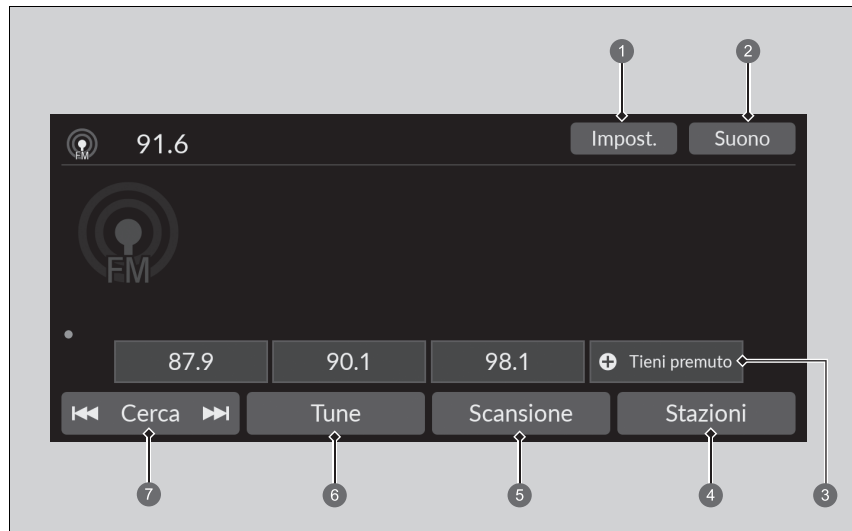 1 2
FM 91.6 Impost. Suono
FM
87.9 90.1 98.1 Tieni premuto
Cerca Tune Scansione Stazioni
7 6 5 4 3